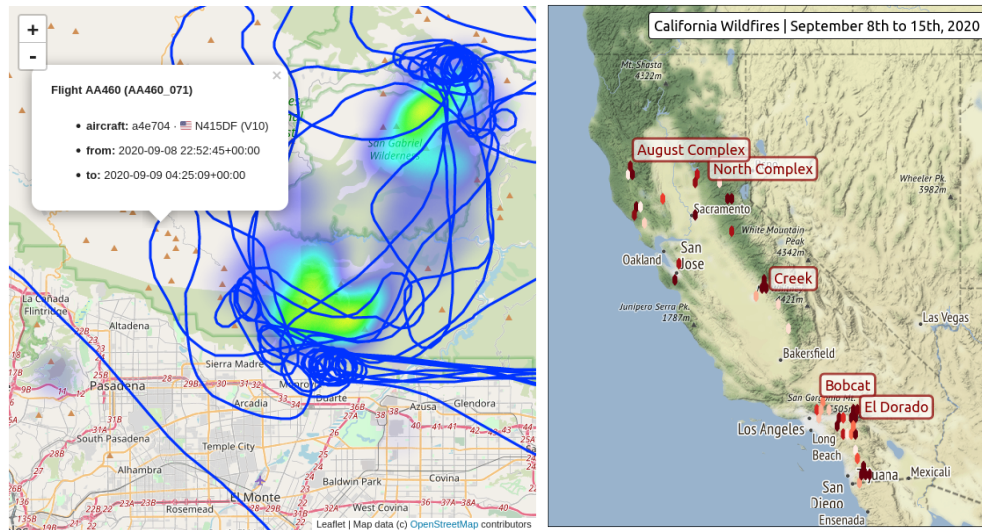 +
-
×
Flight AA460 (AA460_071)
aircraft: a4e704 · N415DF (V10)
from: 2020-09-08 22:52:45+00:00
to: 2020-09-09 04:25:09+00:00
San Gabriel
Wilderness
La Cañada
Flintridge
Altadena
Sierra Madre
Pasadena
Monrovia
Arcadia
Duarte
Azusa
Glendora
South Pasadena
Temple City
Alhambra
Baldwin Park
Covina
El Monte
Rosemead
West Covina
Leaflet | Map data (c) OpenStreetMap contributors
California Wildfires | September 8th to 15th, 2020
Mt. Shasta
4322m
August Complex
North Complex
Wheeler Pk.
3982m
Sacramento
White Mountain
Peak
4342m
Oakland
San
Jose
Creek
4421m
Junipera Serra Pk.
1787m
Las Vegas
Bakersfield
Bobcat
El Dorado
Los Angeles
Long
Beach
San
Diego
Mexicali
Ensenada